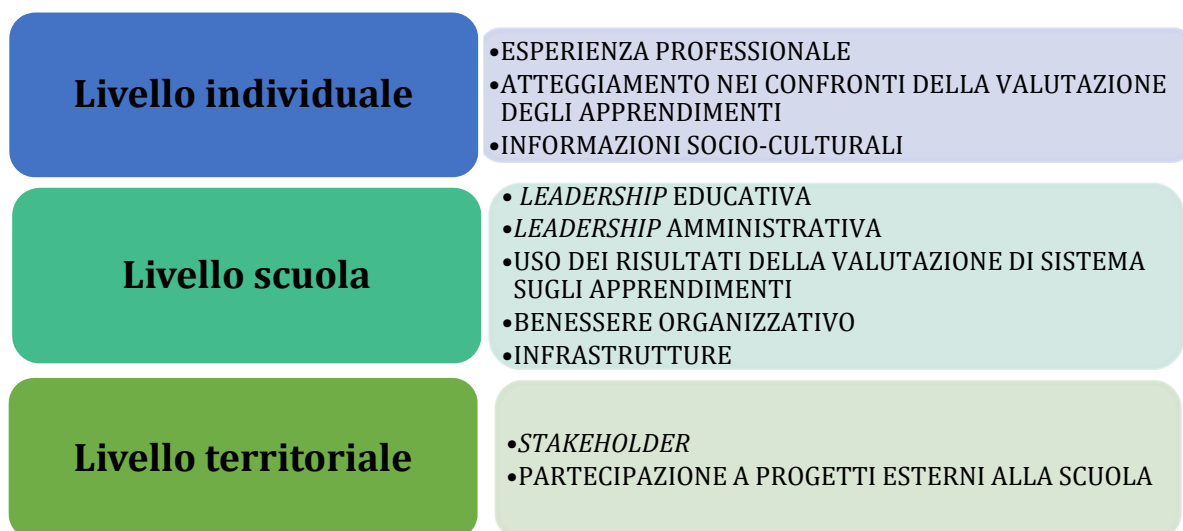 Livello individuale
•ESPERIENZA PROFESSIONALE
•ATTEGGIAMENTO NEI CONFRONTI DELLA VALUTAZIONE
DEGLI APPRENDIMENTI
•INFORMAZIONI SOCIO-CULTURALI
Livello scuola
• LEADERSHIP EDUCATIVA
•LEADERSHIP AMMINISTRATIVA
•USO DEI RISULTATI DELLA VALUTAZIONE DI SISTEMA
SUGLI APPRENDIMENTI
•BENESSERE ORGANIZZATIVO
•INFRASTRUTTURE
Livello territoriale
•STAKEHOLDER
•PARTECIPAZIONE A PROGETTI ESTERNI ALLA SCUOLA